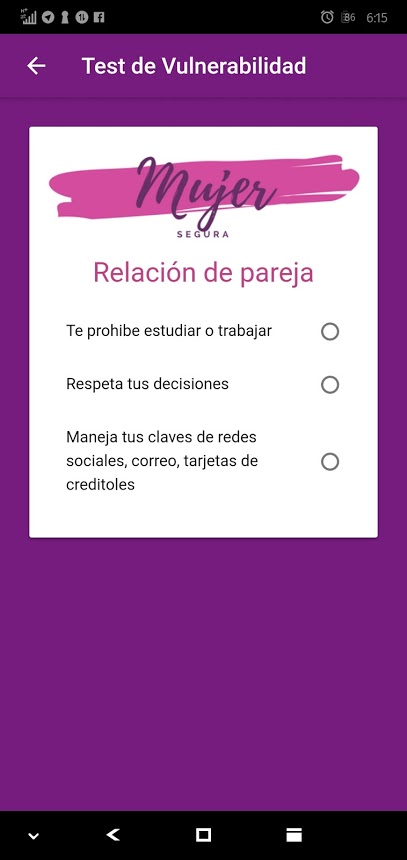 86 6:15
Test de Vulnerabilidad
Mujer
SEGURA
Relación de pareja
Te prohibe estudiar o trabajar
Respeta tus decisiones
Maneja tus claves de redes
sociales, correo, tarjetas de
creditoles